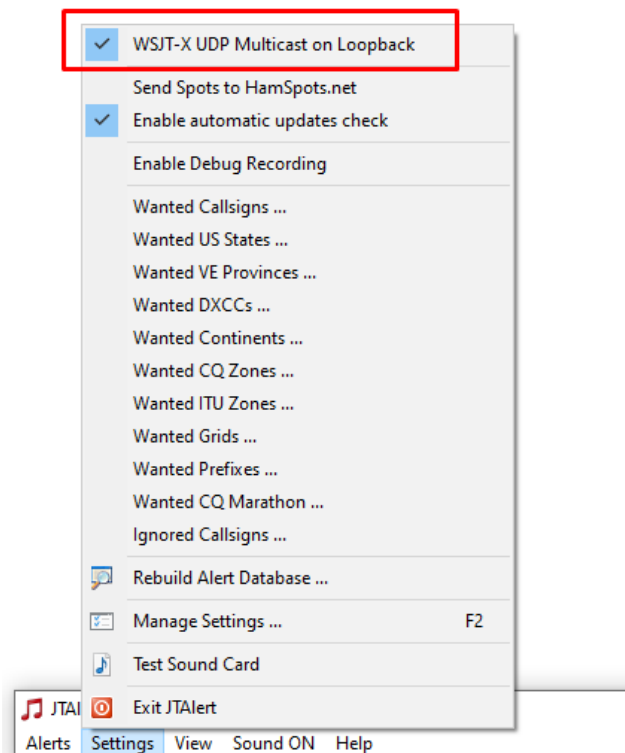 WSJT-X UDP Multicast on Loopback
Send Spots to HamSpots.net
Enable automatic updates check
Enable Debug Recording
Wanted Callsigns ...
Wanted US States ...
Wanted VE Provinces ...
Wanted DXCCs ...
Wanted Continents ...
Wanted CQ Zones ...
Wanted ITU Zones ...
Wanted Grids ...
Wanted Prefixes ...
Wanted CQ Marathon ...
Ignored Callsigns ...
Rebuild Alert Database ...
Manage Settings ... F2
Test Sound Card
JTAl Exit JTAlert
Alerts Settings View Sound ON Help